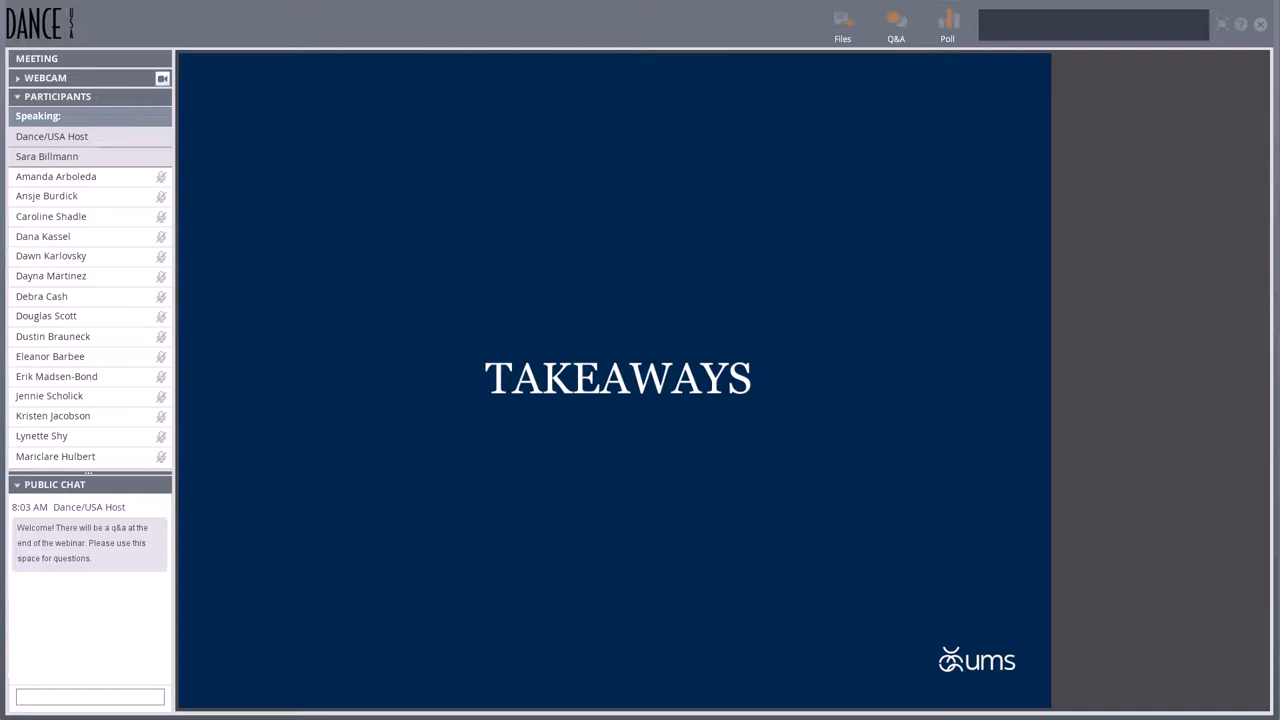 DANCE USA
Files
Q&A
Poll
MEETING
WEBCAM
PARTICIPANTS
Speaking:
Dance/USA Host
Sara Billmann
Amanda Arboleda
Ansje Burdick
Caroline Shadle
Dana Kassel
Dawn Karlovsky
Dayna Martinez
Debra Cash
Douglas Scott
Dustin Brauneck
Eleanor Barbee
Erik Madsen-Bond
Jennie Scholick
Kristen Jacobson
Lynette Shy
Mariclare Hulbert
PUBLIC CHAT
8:03 AM Dance/USA Host
Welcome! There will be a q&a at the
end of the webinar. Please use this
space for questions.
TAKEAWAYS
ums